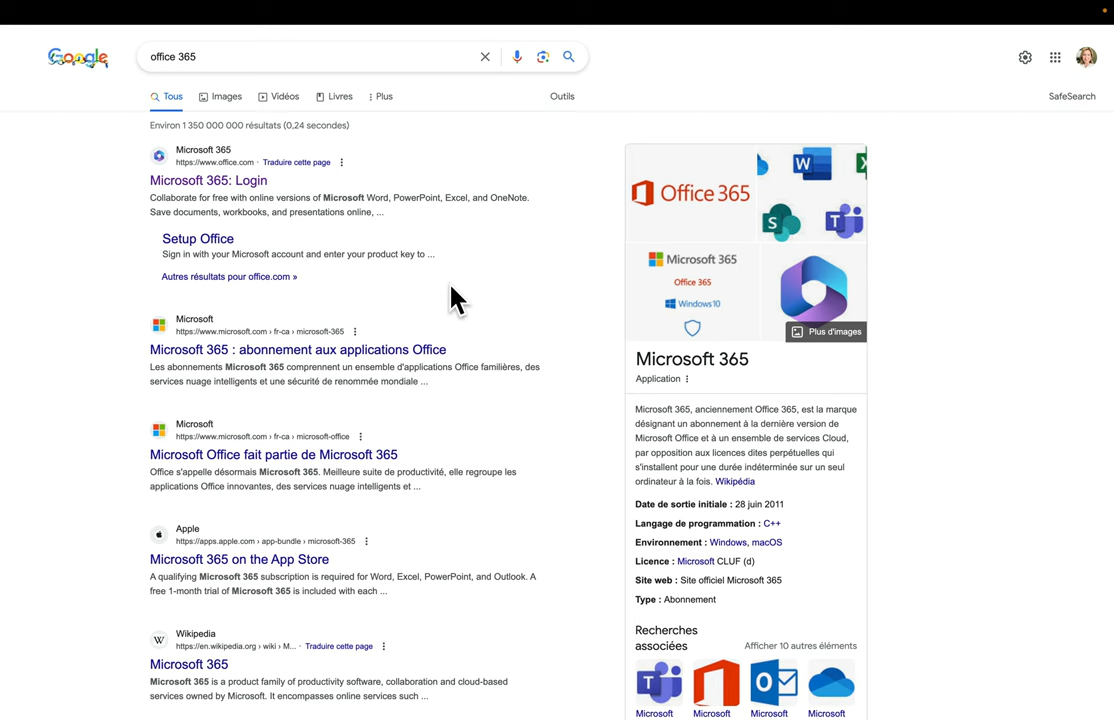 Google
office 365
Tous
Images
Vidéos
Livres
Plus
Outils
SafeSearch
Environ 1 350 000 000 résultats (0,24 secondes)
Microsoft 365
https://www.office.com · Traduire cette page
Microsoft 365: Login
Collaborate for free with online versions of Microsoft Word, PowerPoint, Excel, and OneNote.
Save documents, workbooks, and presentations online, ...
Setup Office
Sign in with your Microsoft account and enter your product key to ...
Autres résultats pour office.com »
Microsoft
https://www.microsoft.com › fr-ca › microsoft-365
Microsoft 365 : abonnement aux applications Office
Les abonnements Microsoft 365 comprennent un ensemble d'applications Office familières, des
services nuage intelligents et une sécurité de renommée mondiale ...
Microsoft
https://www.microsoft.com › fr-ca › microsoft-office
Microsoft Office fait partie de Microsoft 365
Office s'appelle désormais Microsoft 365. Meilleure suite de productivité, elle regroupe les
applications Office innovantes, des services nuage intelligents et ...
Apple
https://apps.apple.com › app-bundle › microsoft-365
Microsoft 365 on the App Store
A qualifying Microsoft 365 subscription is required for Word, Excel, PowerPoint, and Outlook. A
free 1-month trial of Microsoft 365 is included with each ...
Wikipedia
https://en.wikipedia.org › wiki › M... · Traduire cette page
Microsoft 365
Microsoft 365 is a product family of productivity software, collaboration and cloud-based
services owned by Microsoft. It encompasses online services such ...
Office 365
W
X
S
T
Microsoft 365
Office 365
Windows10
Plus d'images
Microsoft 365
Application
Microsoft 365, anciennement Office 365, est la marque
désignant un abonnement à la dernière version de
Microsoft Office et à un ensemble de services Cloud,
par opposition aux licences dites perpétuelles qui
s'installent pour une durée indéterminée sur un seul
ordinateur à la fois. Wikipédia
Date de sortie initiale : 28 juin 2011
Langage de programmation : C++
Environnement : Windows, macOS
Licence : Microsoft CLUF (d)
Site web : Site officiel Microsoft 365
Type : Abonnement
Recherches
associées
Afficher 10 autres éléments
Microsoft
Microsoft
Microsoft
Microsoft